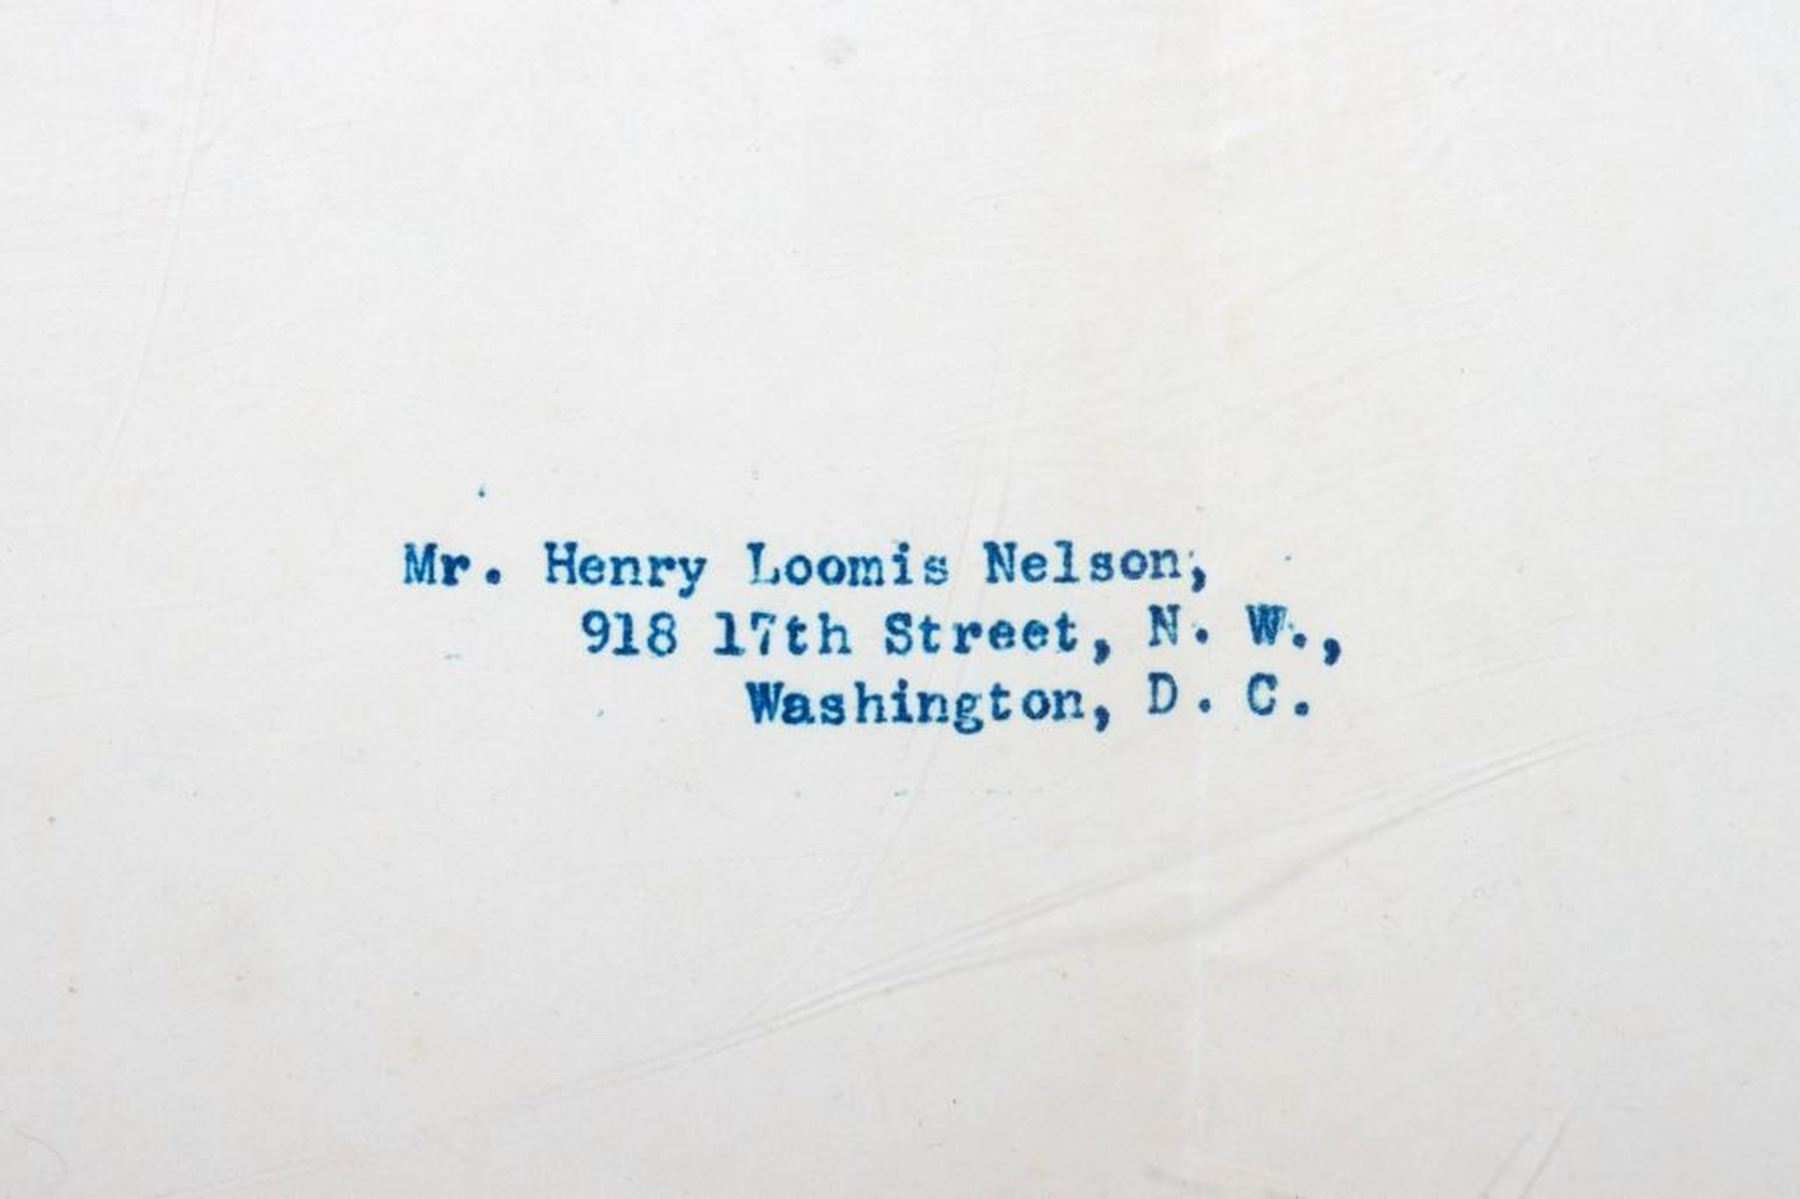 Mr. Henry Loomis Nelson,
918 17th Street, N. W.,
Washington, D. C.